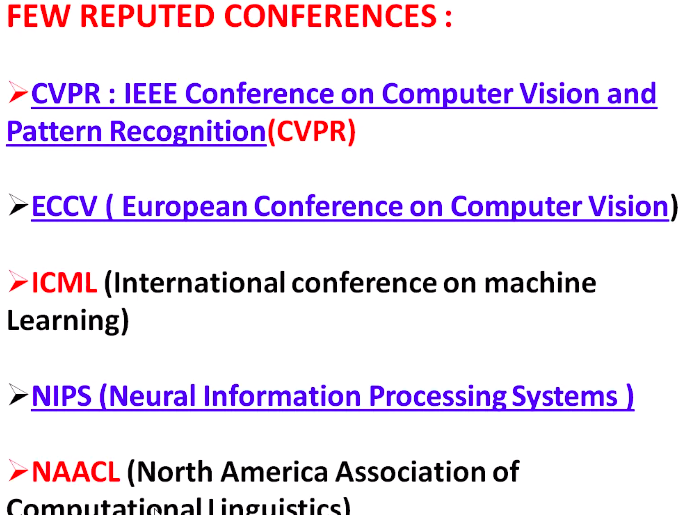 FEW REPUTED CONFERENCES :
➢CVPR : IEEE Conference on Computer Vision and
Pattern Recognition(CVPR)
➢ECCV ( European Conference on Computer Vision)
➢ICML (International conference on machine
Learning)
➢NIPS (Neural Information Processing Systems )
➢NAACL (North America Association of
Computational Linguistics)